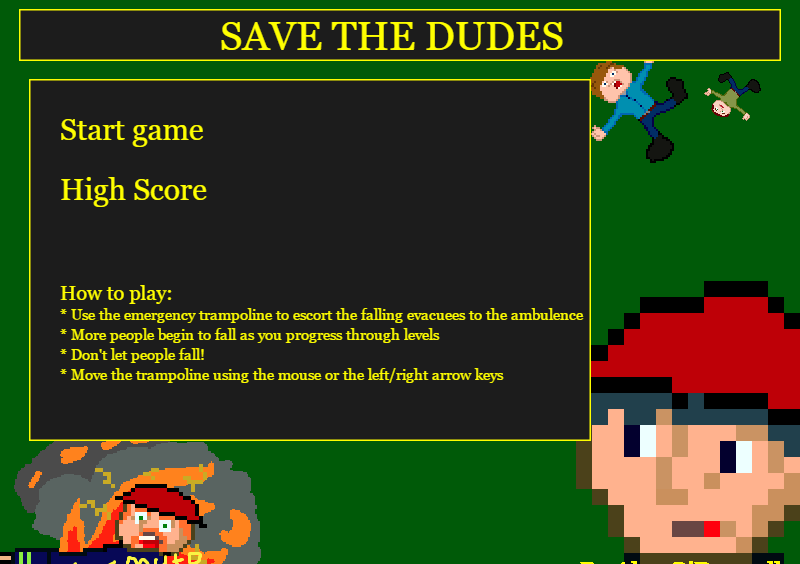 SAVE THE DUDES
Start game
High Score
How to play:
* Use the emergency trampoline to escort the falling evacuees to the ambulence
* More people begin to fall as you progress through levels
* Don't let people fall!
* Move the trampoline using the mouse or the left/right arrow keys